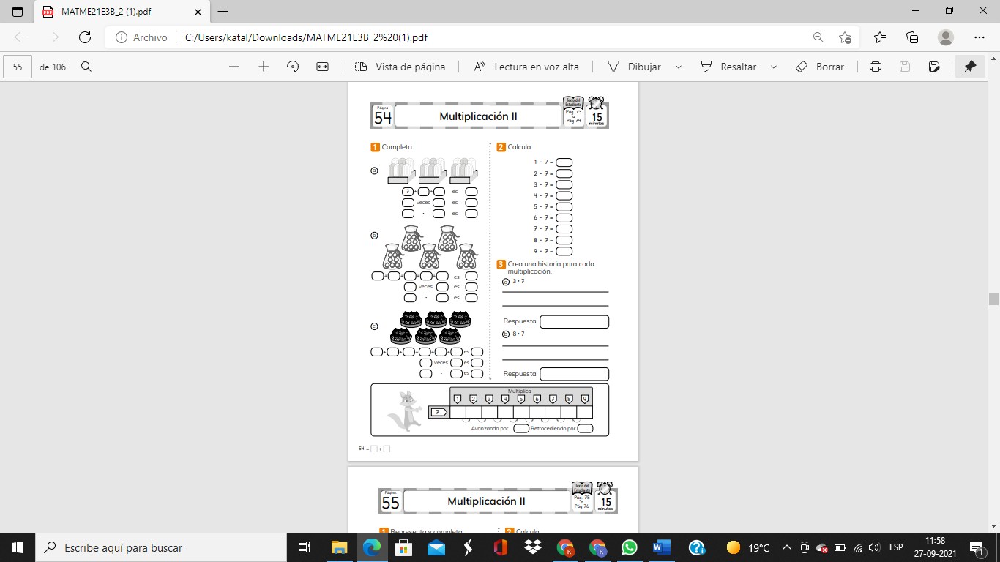 MATME21E3B_2 (1).pdf
Archivo C:/Users/katal/Downloads/MATME21E3B_2%20(1).pdf
55 de 106 Vista de página Lectura en voz alta Dibujar Resaltar Borrar
Página 54
Multiplicación II
Texto del Estudiante
Pág. 73
a
Pág 74
15 minutos
1 Completa.
a
7 + + es
veces es
· es
b
+ + + + es
veces es
· es
c
+ + + + + es
veces es
· es
2 Calcula.
1 · 7 =
2 · 7 =
3 · 7 =
4 · 7 =
5 · 7 =
6 · 7 =
7 · 7 =
8 · 7 =
9 · 7 =
3 Crea una historia para cada
multiplicación.
a 3 · 7
Respuesta
b 8 · 7
Respuesta
Multiplica
1 2 3 4 5 6 7 8 9
7
Avanzando por Retrocediendo por
54 = +
Página 55
Multiplicación II
Texto del Estudiante
Pág. 75
a
Pág 76
15 minutos
1 Representa y completa.
2 Calcula.
Escribe aquí para buscar
19°C ESP 11:58
27-09-2021
1